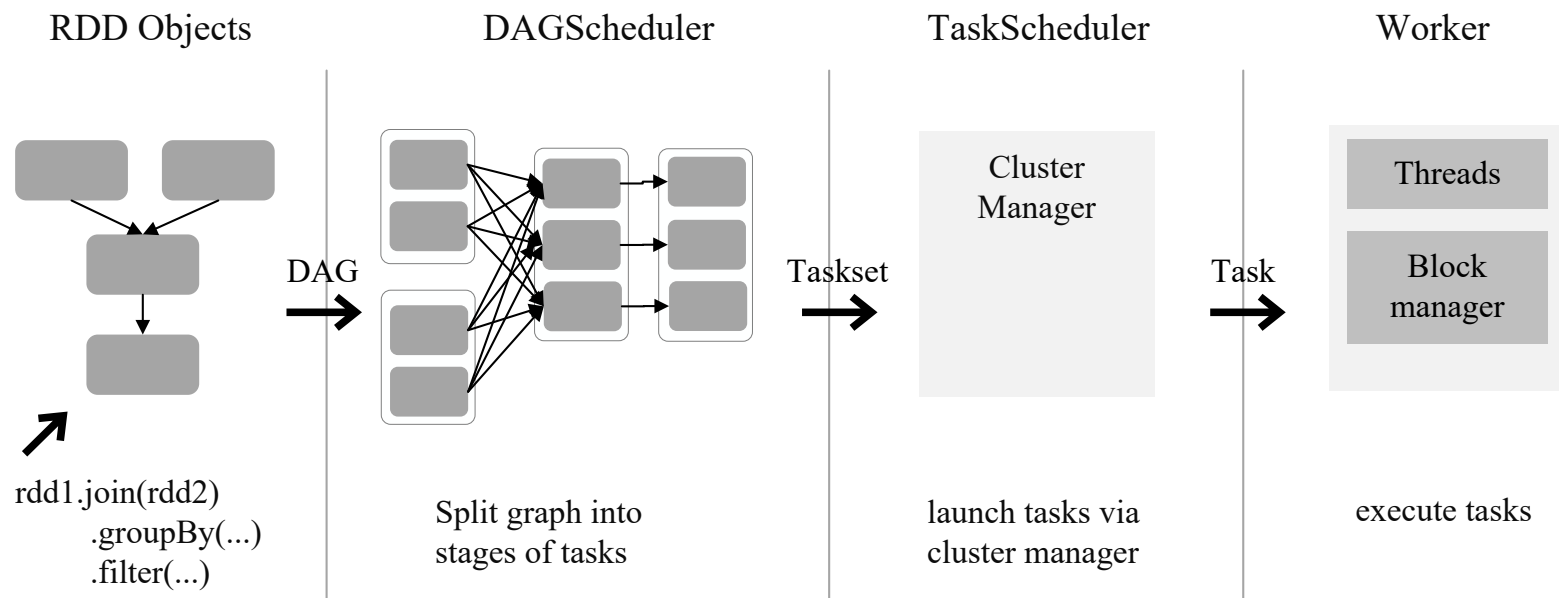 RDD Objects
DAGScheduler
TaskScheduler
Worker
Cluster
Manager
Threads
Block
manager
DAG
Taskset
Task
rdd1.join(rdd2)
.groupBy(...)
.filter(...)
Split graph into
stages of tasks
launch tasks via
cluster manager
execute tasks